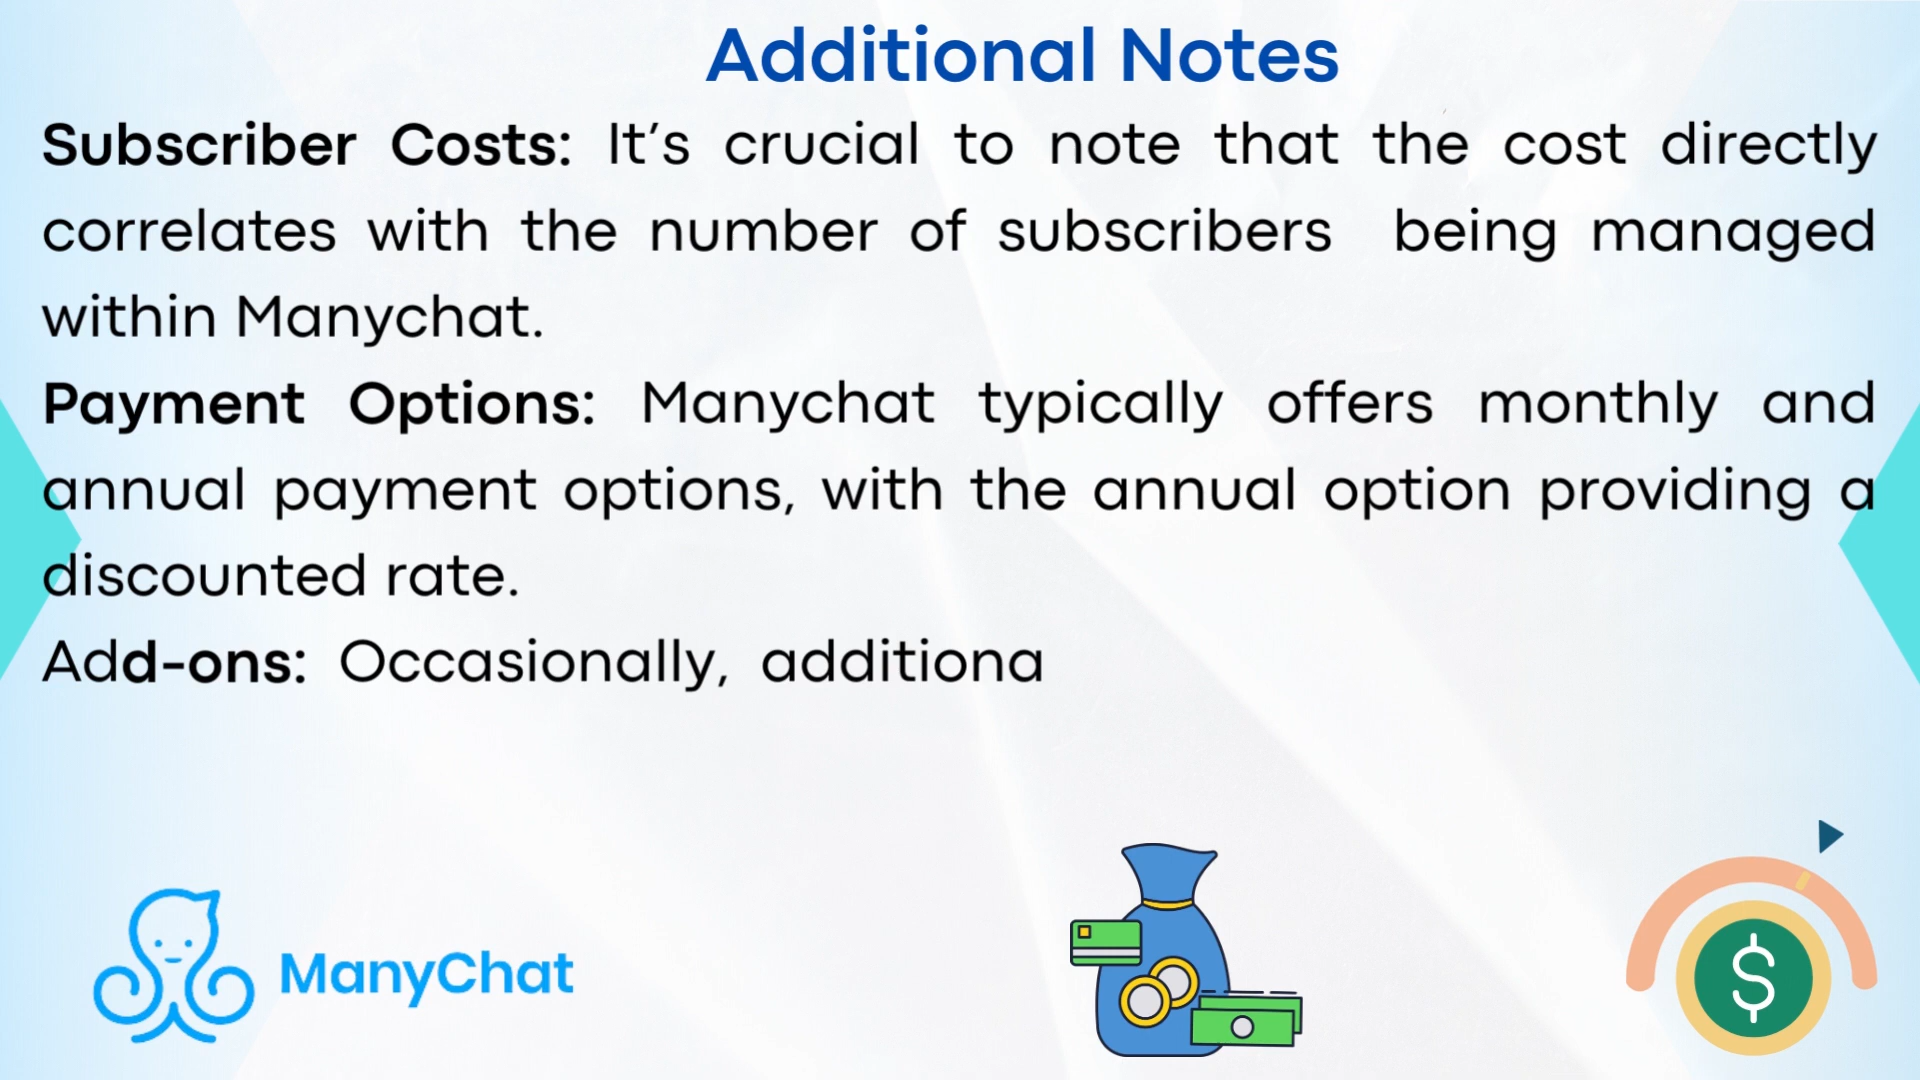 Additional Notes
Subscriber Costs: It’s crucial to note that the cost directly
correlates with the number of subscribers being managed
within Manychat.
Payment Options: Manychat typically offers monthly and
annual payment options, with the annual option providing a
discounted rate.
Add-ons: Occasionally, additiona
ManyChat
$